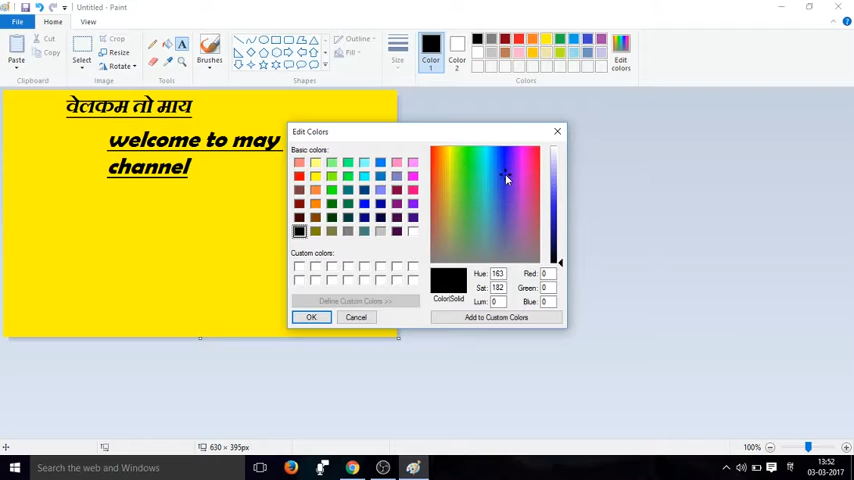 Untitled - Paint
File
Home
View
Paste
Cut
Copy
Clipboard
Select
Crop
Resize
Rotate
Image
A
Tools
Brushes
Outline
Fill
Shapes
Size
Color
1
Color
2
Edit
colors
Colors
वेलकम तो माय
welcome to may
channel
Edit Colors
Basic colors:
Custom colors:
Define Custom Colors >>
OK
Cancel
Color|Solid
Hue: 163
Sat: 182
Lum: 0
Red: 0
Green: 0
Blue: 0
Add to Custom Colors
630 × 395px
100%
Search the web and Windows
हि
13:52
03-03-2017